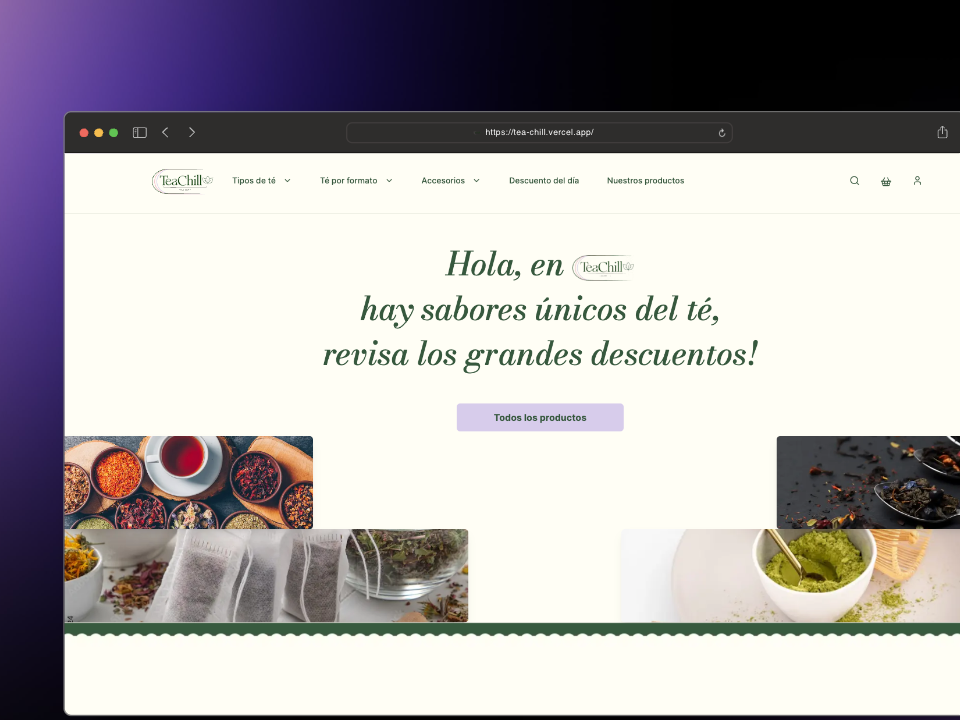 https://tea-chill.vercel.app/
TeaChill
Tipos de té
Té por formato
Accesorios
Descuento del día
Nuestros productos
Hola, en TeaChill
hay sabores únicos del té,
revisa los grandes descuentos!
Todos los productos